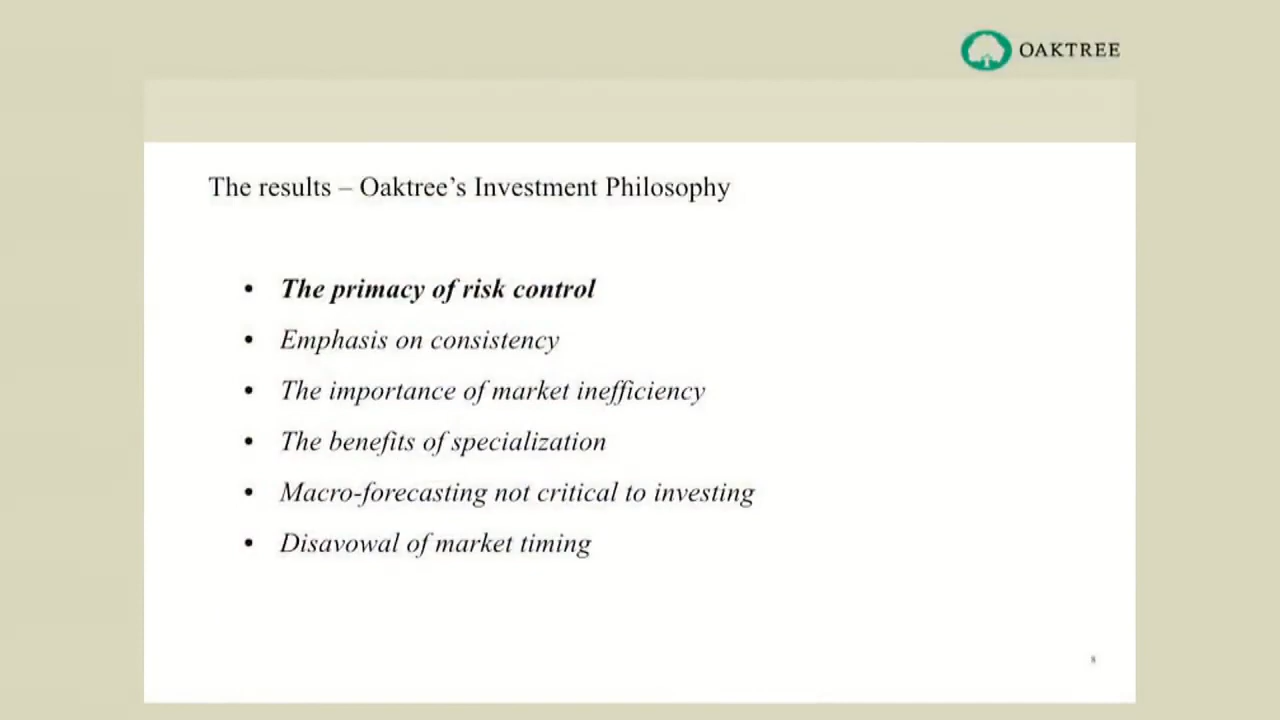 OAKTREE
The results – Oaktree’s Investment Philosophy
• The primacy of risk control
• Emphasis on consistency
• The importance of market inefficiency
• The benefits of specialization
• Macro-forecasting not critical to investing
• Disavowal of market timing
8